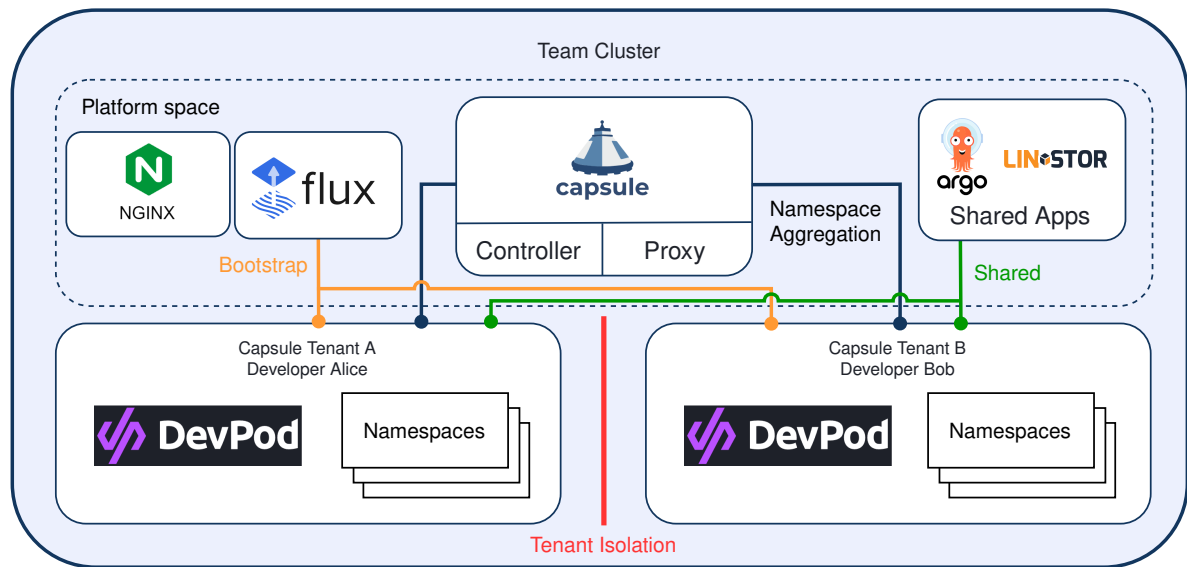 Team Cluster
Platform space
NGINX
flux
capsule
Controller
Proxy
Namespace
Aggregation
argo
LINSTOR
Shared Apps
Bootstrap
Shared
Capsule Tenant A
Developer Alice
DevPod
Namespaces
Capsule Tenant B
Developer Bob
DevPod
Namespaces
Tenant Isolation